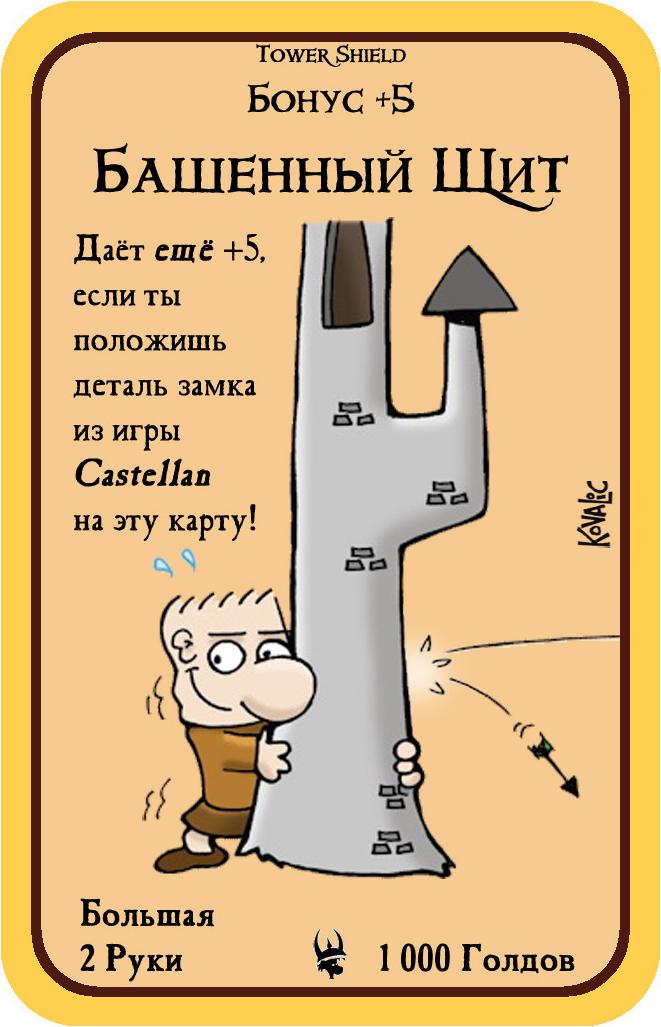 Tower Shield
Бонус +5
Башенный Щит
Даёт ещё +5,
если ты
положишь
деталь замка
из игры
Castellan
на эту карту!
Kovalic
Большая
2 Руки
1 000 Голдов